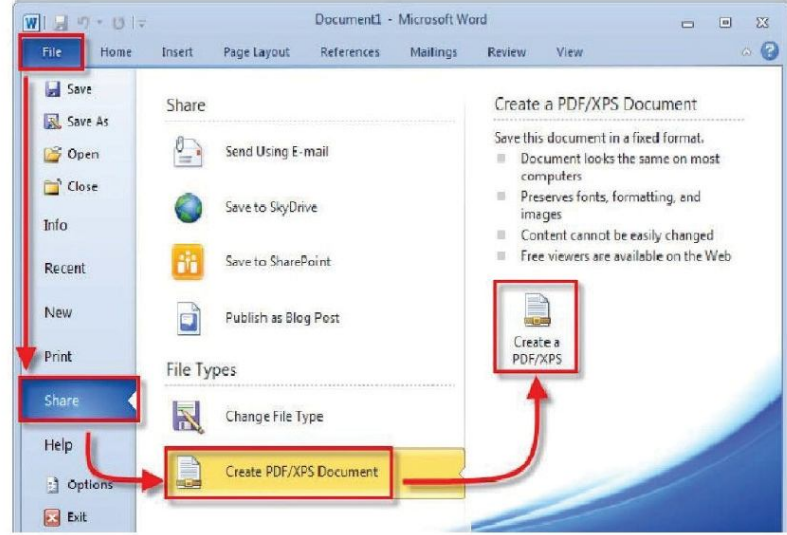 Document1 - Microsoft Word
File Home Insert Page Layout References Mailings Review View
Save
Save As
Open
Close
Info
Recent
New
Print
Share
Help
Options
Exit
Share
Send Using E-mail
Save to SkyDrive
Save to SharePoint
Publish as Blog Post
File Types
Change File Type
Create PDF/XPS Document
Create a PDF/XPS Document
Save this document in a fixed format.
Document looks the same on most
computers
Preserves fonts, formatting, and
images
Content cannot be easily changed
Free viewers are available on the Web
Create a
PDF/XPS